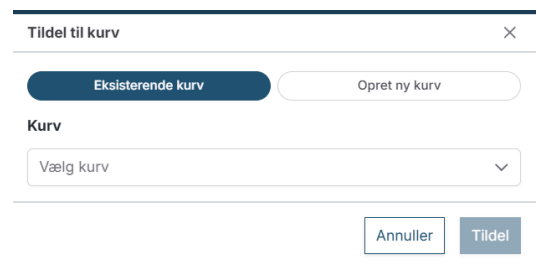 Tildel til kurv
Eksisterende kurv
Opret ny kurv
Kurv
Vælg kurv
Annuller
Tildel